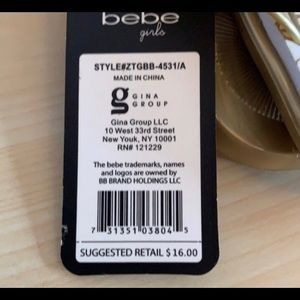 bebe
girls
STYLE#ZTGBB-4531/A
MADE IN CHINA
g GINA
GROUP
Gina Group LLC
10 West 33rd Street
New Youk, NY 10001
RN# 121229
The bebe trademarks, names
and logos are owned by
BB BRAND HOLDINGS LLC
7 31351 03804 5
SUGGESTED RETAIL $ 16.00